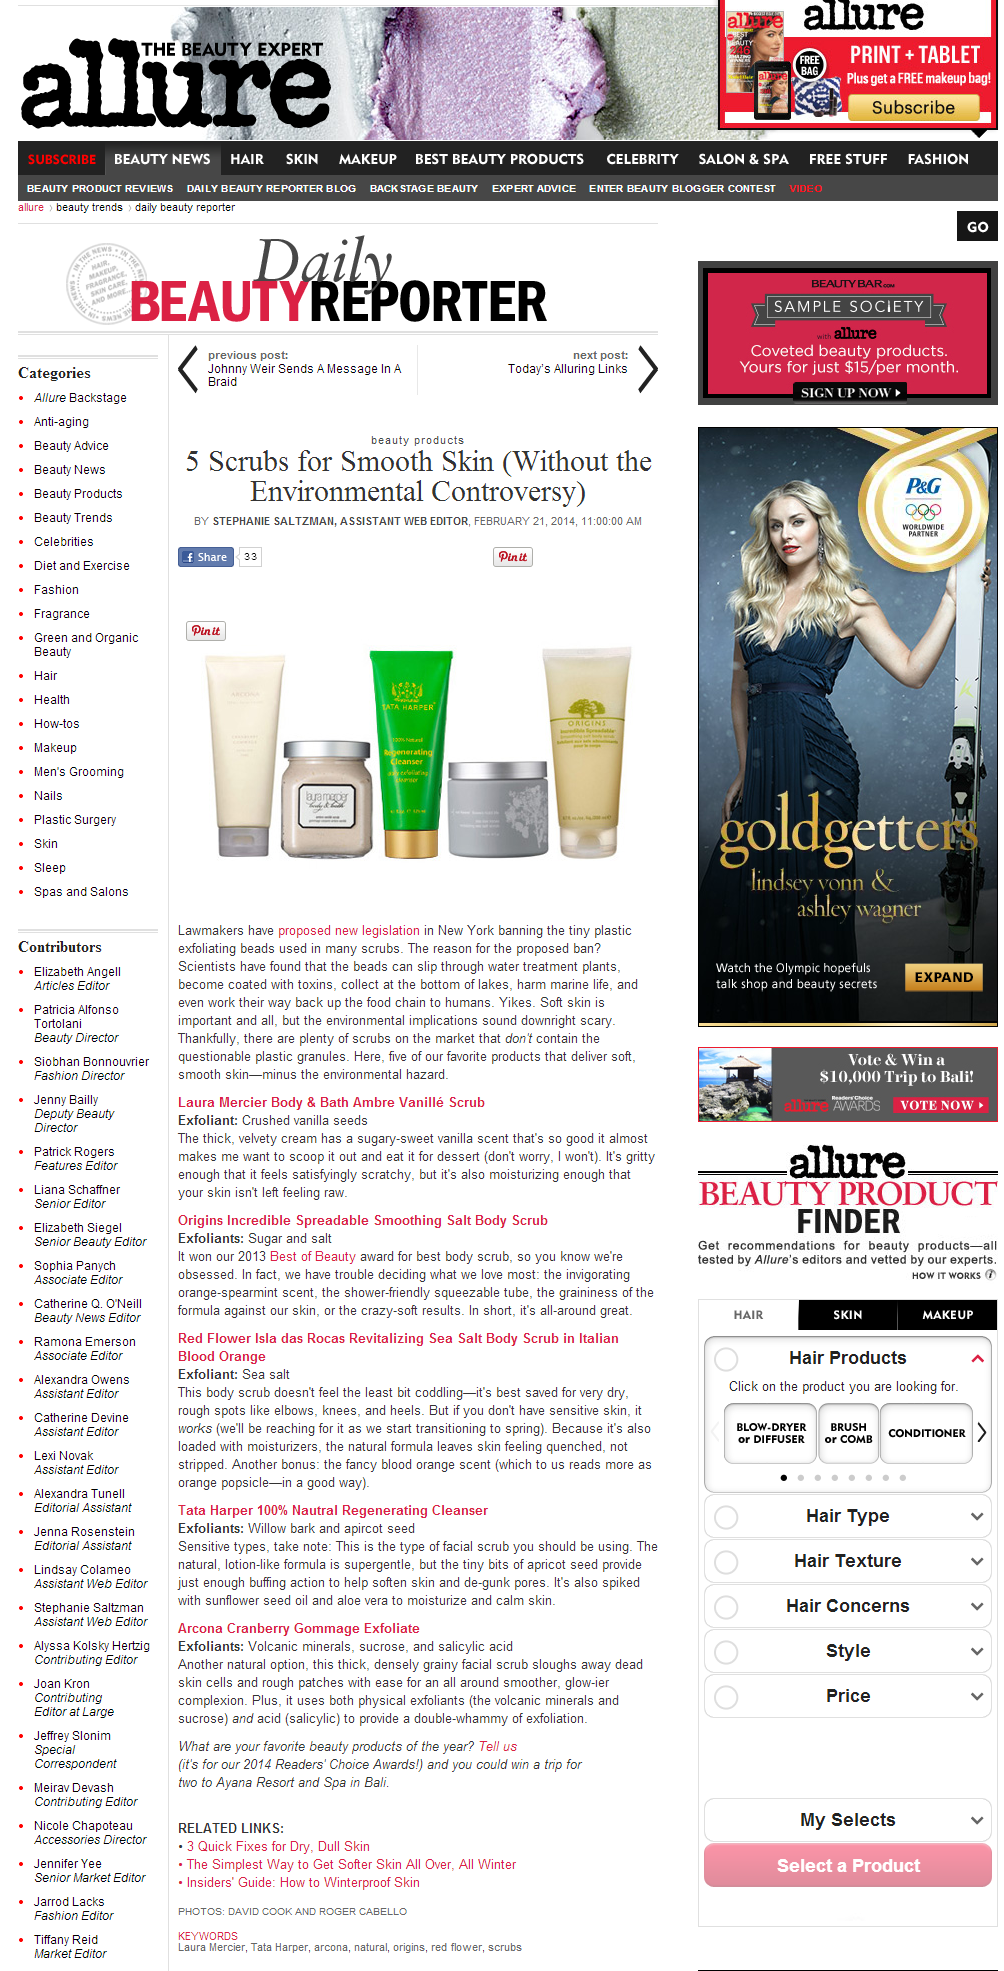 THE BEAUTY EXPERT
allure
allure
PRINT + TABLET
FREE BAG
Plus get a FREE makeup bag!
Subscribe
SUBSCRIBE BEAUTY NEWS HAIR SKIN MAKEUP BEST BEAUTY PRODUCTS CELEBRITY SALON & SPA FREE STUFF FASHION
BEAUTY PRODUCT REVIEWS DAILY BEAUTY REPORTER BLOG BACKSTAGE BEAUTY EXPERT ADVICE ENTER BEAUTY BLOGGER CONTEST VIDEO
allure › beauty trends › daily beauty reporter
GO
Daily
BEAUTYREPORTER
HAIR, MAKEUP, FRAGRANCE, SKIN CARE, AND MORE
IN THE NEWS
Categories
• Allure Backstage
• Anti-aging
• Beauty Advice
• Beauty News
• Beauty Products
• Beauty Trends
• Celebrities
• Diet and Exercise
• Fashion
• Fragrance
• Green and Organic
Beauty
• Hair
• Health
• How-tos
• Makeup
• Men's Grooming
• Nails
• Plastic Surgery
• Skin
• Sleep
• Spas and Salons
Contributors
• Elizabeth Angell
Articles Editor
• Patricia Alfonso
Tortolani
Beauty Director
• Siobhan Bonnouvrier
Fashion Director
• Jenny Bailly
Deputy Beauty
Director
• Patrick Rogers
Features Editor
• Liana Schaffner
Senior Editor
• Elizabeth Siegel
Senior Beauty Editor
• Sophia Panych
Associate Editor
• Catherine Q. O'Neill
Beauty News Editor
• Ramona Emerson
Associate Editor
• Alexandra Owens
Assistant Editor
• Catherine Devine
Assistant Editor
• Lexi Novak
Assistant Editor
• Alexandra Tunell
Editorial Assistant
• Jenna Rosenstein
Editorial Assistant
• Lindsay Colameo
Assistant Web Editor
• Stephanie Saltzman
Assistant Web Editor
• Alyssa Kolsky Hertzig
Contributing Editor
• Joan Kron
Contributing
Editor at Large
• Jeffrey Slonim
Special
Correspondent
• Meirav Devash
Contributing Editor
• Nicole Chapoteau
Accessories Director
• Jennifer Yee
Senior Market Editor
• Jarrod Lacks
Fashion Editor
• Tiffany Reid
Market Editor
previous post:
Johnny Weir Sends A Message In A
Braid
next post:
Today's Alluring Links
beauty products
5 Scrubs for Smooth Skin (Without the
Environmental Controversy)
BY STEPHANIE SALTZMAN, ASSISTANT WEB EDITOR, FEBRUARY 21, 2014, 11:00:00 AM
Share 33
Pin it
Pin it
ARCONA
laura mercier
body & bath
TATA HARPER
100% Natural
Regenerating
Cleanser
ORIGINS
Incredible Spreadable
Lawmakers have proposed new legislation in New York banning the tiny plastic
exfoliating beads used in many scrubs. The reason for the proposed ban?
Scientists have found that the beads can slip through water treatment plants,
become coated with toxins, collect at the bottom of lakes, harm marine life, and
even work their way back up the food chain to humans. Yikes. Soft skin is
important and all, but the environmental implications sound downright scary.
Thankfully, there are plenty of scrubs on the market that don't contain the
questionable plastic granules. Here, five of our favorite products that deliver soft,
smooth skin—minus the environmental hazard.
Laura Mercier Body & Bath Ambre Vanillé Scrub
Exfoliant: Crushed vanilla seeds
The thick, velvety cream has a sugary-sweet vanilla scent that's so good it almost
makes me want to scoop it out and eat it for dessert (don't worry, I won't). It's gritty
enough that it feels satisfyingly scratchy, but it's also moisturizing enough that
your skin isn't left feeling raw.
Origins Incredible Spreadable Smoothing Salt Body Scrub
Exfoliants: Sugar and salt
It won our 2013 Best of Beauty award for best body scrub, so you know we're
obsessed. In fact, we have trouble deciding what we love most: the invigorating
orange-spearmint scent, the shower-friendly squeezable tube, the graininess of the
formula against our skin, or the crazy-soft results. In short, it's all-around great.
Red Flower Isla das Rocas Revitalizing Sea Salt Body Scrub in Italian
Blood Orange
Exfoliant: Sea salt
This body scrub doesn't feel the least bit coddling—it's best saved for very dry,
rough spots like elbows, knees, and heels. But if you don't have sensitive skin, it
works (we'll be reaching for it as we start transitioning to spring). Because it's also
loaded with moisturizers, the natural formula leaves skin feeling quenched, not
stripped. Another bonus: the fancy blood orange scent (which to us reads more as
orange popsicle—in a good way).
Tata Harper 100% Nautral Regenerating Cleanser
Exfoliants: Willow bark and apircot seed
Sensitive types, take note: This is the type of facial scrub you should be using. The
natural, lotion-like formula is supergentle, but the tiny bits of apricot seed provide
just enough buffing action to help soften skin and de-gunk pores. It's also spiked
with sunflower seed oil and aloe vera to moisturize and calm skin.
Arcona Cranberry Gommage Exfoliate
Exfoliants: Volcanic minerals, sucrose, and salicylic acid
Another natural option, this thick, densely grainy facial scrub sloughs away dead
skin cells and rough patches with ease for an all around smoother, glow-ier
complexion. Plus, it uses both physical exfoliants (the volcanic minerals and
sucrose) and acid (salicylic) to provide a double-whammy of exfoliation.
What are your favorite beauty products of the year? Tell us
(it's for our 2014 Readers' Choice Awards!) and you could win a trip for
two to Ayana Resort and Spa in Bali.
RELATED LINKS:
• 3 Quick Fixes for Dry, Dull Skin
• The Simplest Way to Get Softer Skin All Over, All Winter
• Insiders' Guide: How to Winterproof Skin
PHOTOS: DAVID COOK AND ROGER CABELLO
KEYWORDS
Laura Mercier, Tata Harper, arcona, natural, origins, red flower, scrubs
BEAUTYBAR.COM
SAMPLE SOCIETY
with allure
Coveted beauty products.
Yours for just $15/per month.
SIGN UP NOW
P&G
WORLDWIDE
PARTNER
goldgetters
lindsey vonn &
ashley wagner
Watch the Olympic hopefuls
talk shop and beauty secrets
EXPAND
Vote & Win a
$10,000 Trip to Bali!
allure Readers' Choice AWARDS VOTE NOW
allure
BEAUTY PRODUCT
FINDER
Get recommendations for beauty products—all
tested by Allure's editors and vetted by our experts.
HOW IT WORKS
HAIR SKIN MAKEUP
Hair Products
Click on the product you are looking for.
BLOW-DRYER
or DIFFUSER
BRUSH
or COMB
CONDITIONER
Hair Type
Hair Texture
Hair Concerns
Style
Price
My Selects
Select a Product